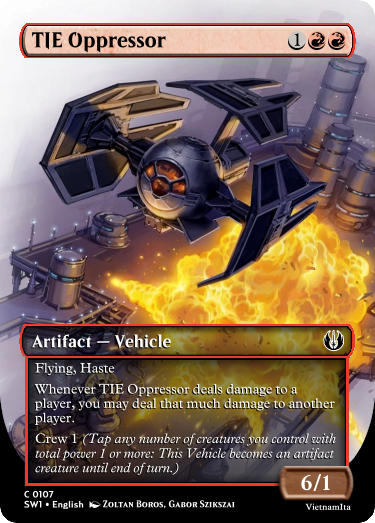 TIE Oppressor 1
Artifact — Vehicle
Flying, Haste
Whenever TIE Oppressor deals damage to a
player, you may deal that much damage to another
player.
Crew 1 (Tap any number of creatures you control with
total power 1 or more: This Vehicle becomes an artifact
creature until end of turn.)
6/1
C 0107
SW1 • English ZOLTAN BOROS, GABOR SZIKSZAI
VietnamIta